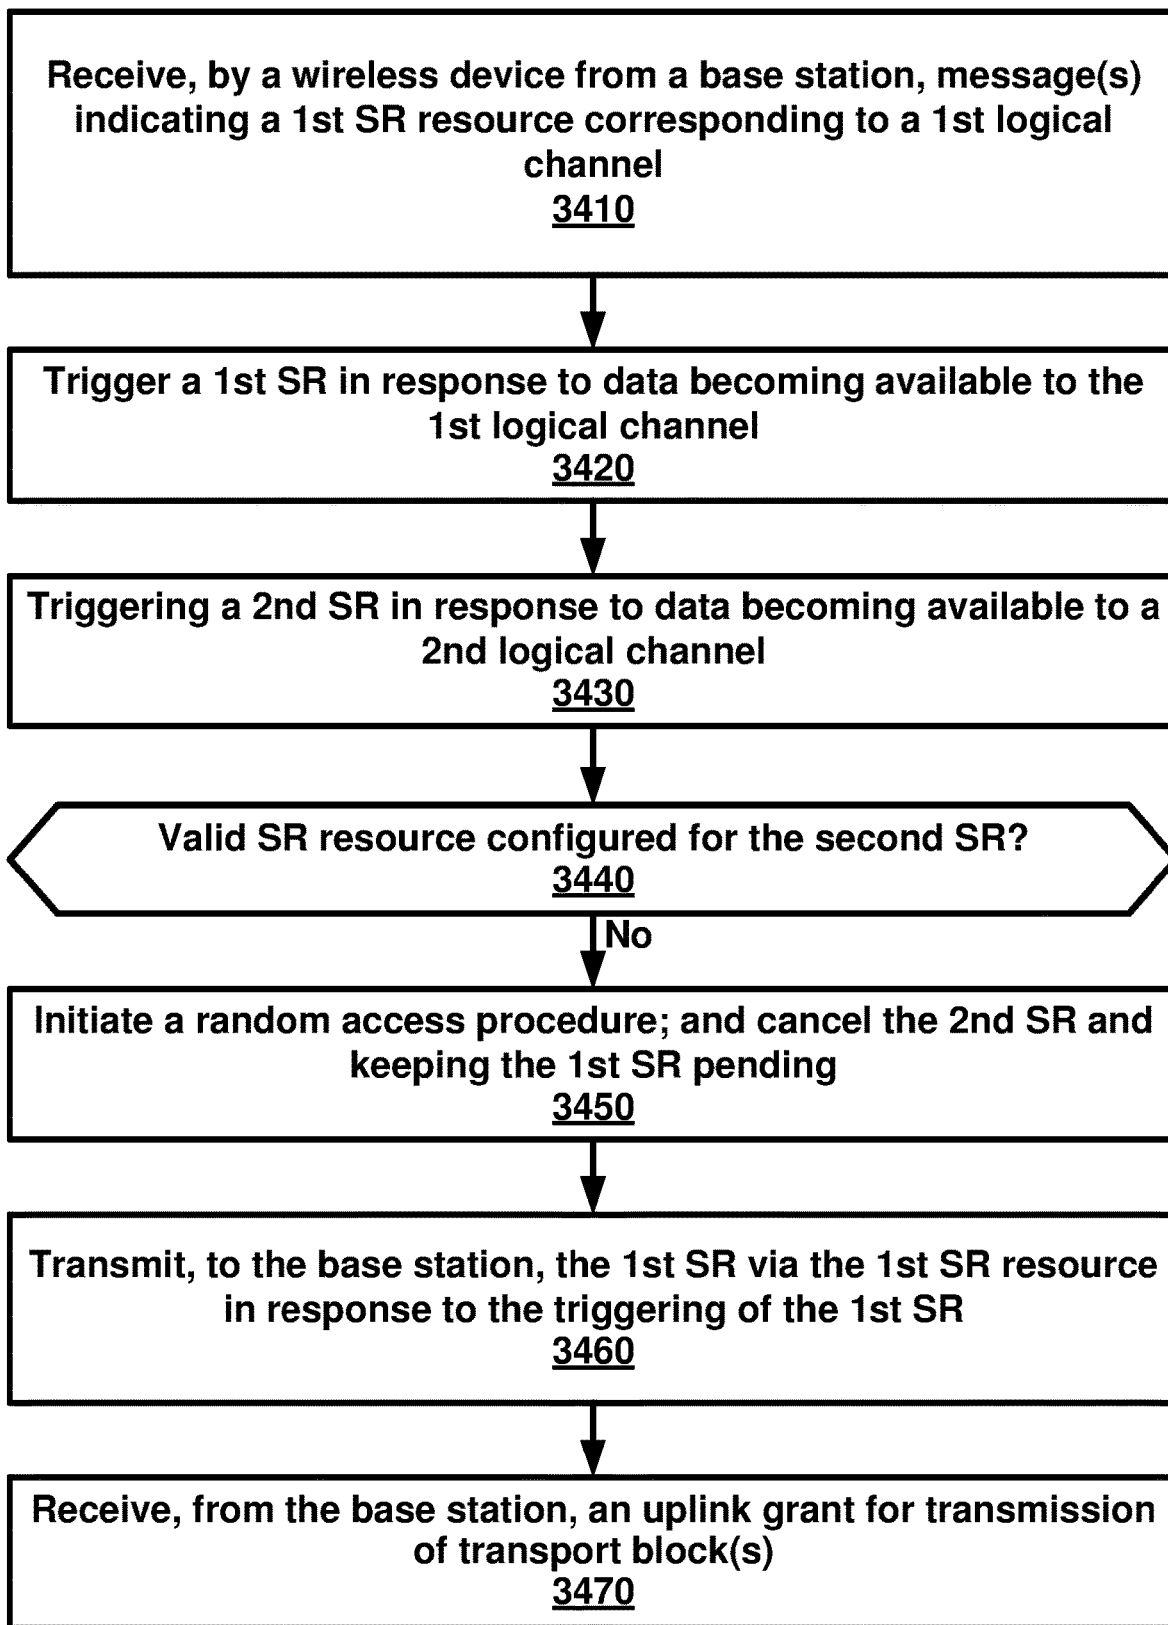 Receive, by a wireless device from a base station, message(s)
indicating a 1st SR resource corresponding to a 1st logical
channel
3410
Trigger a 1st SR in response to data becoming available to the
1st logical channel
3420
Triggering a 2nd SR in response to data becoming available to a
2nd logical channel
3430
Valid SR resource configured for the second SR?
3440
No
Initiate a random access procedure; and cancel the 2nd SR and
keeping the 1st SR pending
3450
Transmit, to the base station, the 1st SR via the 1st SR resource
in response to the triggering of the 1st SR
3460
Receive, from the base station, an uplink grant for transmission
of transport block(s)
3470